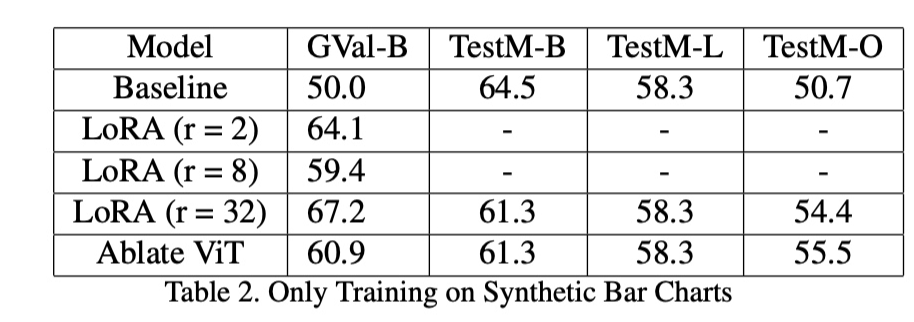 Model GVal-B TestM-B TestM-L TestM-O
Baseline 50.0 64.5 58.3 50.7
LoRA (r = 2) 64.1 - - -
LoRA (r = 8) 59.4 - - -
LoRA (r = 32) 67.2 61.3 58.3 54.4
Ablate ViT 60.9 61.3 58.3 55.5
Table 2. Only Training on Synthetic Bar Charts